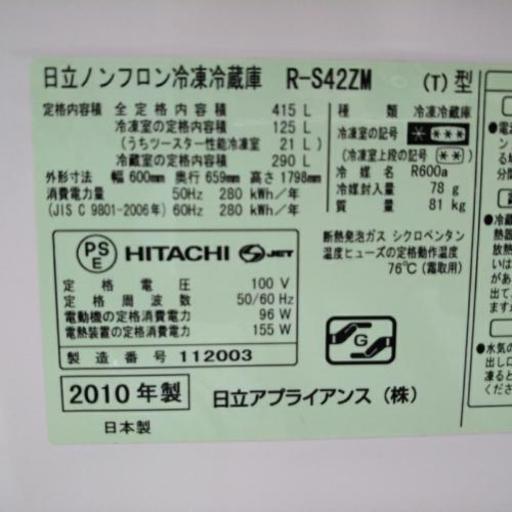 日立ノンフロン冷凍冷蔵庫 R-S42ZM (T)型
定格内容積 全定格内容積 415 L
冷凍室の定格内容積 125 L
(うちツースター性能冷凍室 21 L)
冷蔵室の定格内容積 290 L
外形寸法 幅 600mm 奥行 659mm 高さ 1798mm
消費電力量 50Hz 280 kWh/年
(JIS C 9801-2006年) 60Hz 280 kWh/年
種類 冷凍冷蔵庫
冷凍室の記号 ****
(冷凍室上段の記号 **)
冷媒名 R600a
冷媒封入量 78 g
質量 81 kg
断熱発泡ガス シクロペンタン
温度ヒューズの定格動作温度
76℃ (霜取用)
PS
E
HITACHI JET
定格電圧 100 V
定格周波数 50/60 Hz
電動機の定格消費電力 96 W
電熱装置の定格消費電力 155 W
製造番号 112003
G
2010年製
日立アプライアンス(株)
日本製